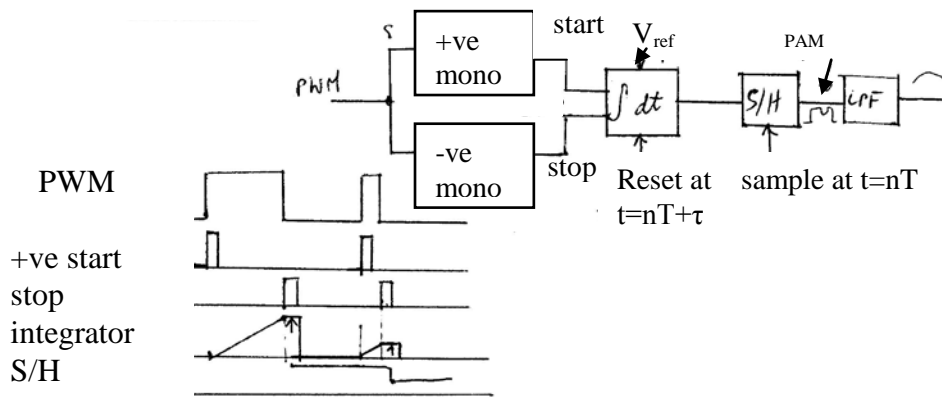 +ve
mono
start
V_ref
PAM
PWM
∫ dt
S/H
LPF
-ve
mono
stop
Reset at
t=nT+τ
sample at t=nT
PWM
+ve start
stop
integrator
S/H